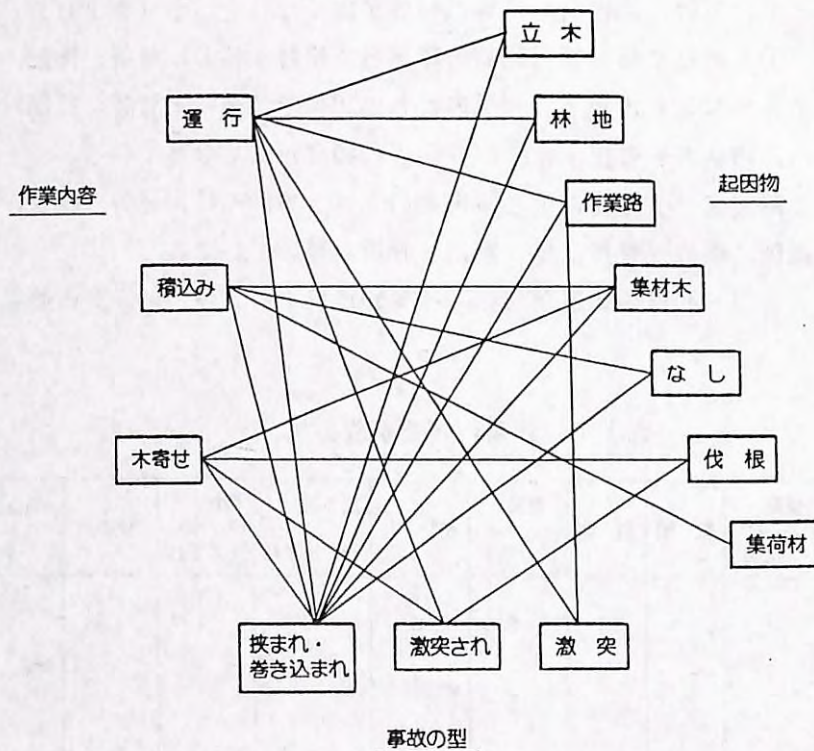 立　木
運　行
林　地
作業内容
起因物
作業路
積込み
集材木
な　し
木寄せ
伐　根
集荷材
挟まれ・
巻き込まれ
激突され
激　突
事故の型